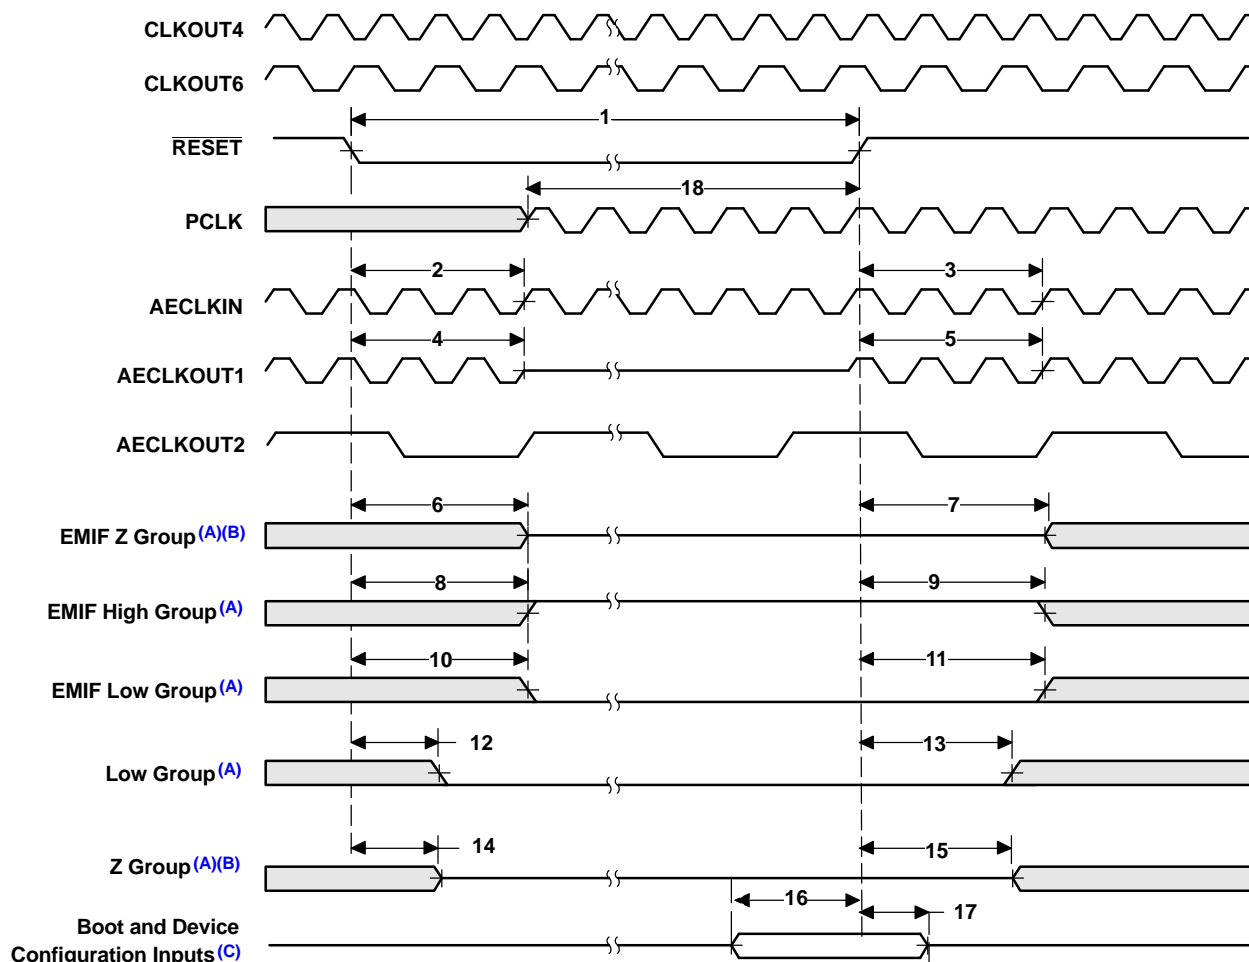 CLKOUT4
CLKOUT6
1
RESET
18
PCLK
2
3
AECLKIN
4
5
AECLKOUT1
AECLKOUT2
6
7
EMIF Z Group (A)(B)
8
9
EMIF High Group (A)
10
11
EMIF Low Group (A)
12
13
Low Group (A)
14
15
Z Group (A)(B)
16
17
Boot and Device
Configuration Inputs (C)